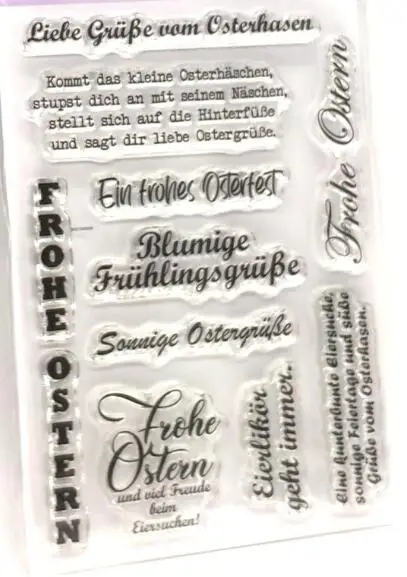 Liebe Grüße vom Osterhasen
Kommt das kleine Osterhäschen,
stupst dich an mit seinem Näschen,
stellt sich auf die Hinterfüße
und sagt dir liebe Ostergrüße.
Frohe Ostern
Ein frohes Osterfest
FROHE OSTERN
Blumige
Frühlingsgrüße
Sonnige Ostergrüße
Frohe
Ostern
und viel Freude
beim
Eiersuchen!
Eierlikör
geht immer..
Eine kunterbunte Eiersuche,
sonnige Feiertage und süße
Grüße vom Osterhasen.